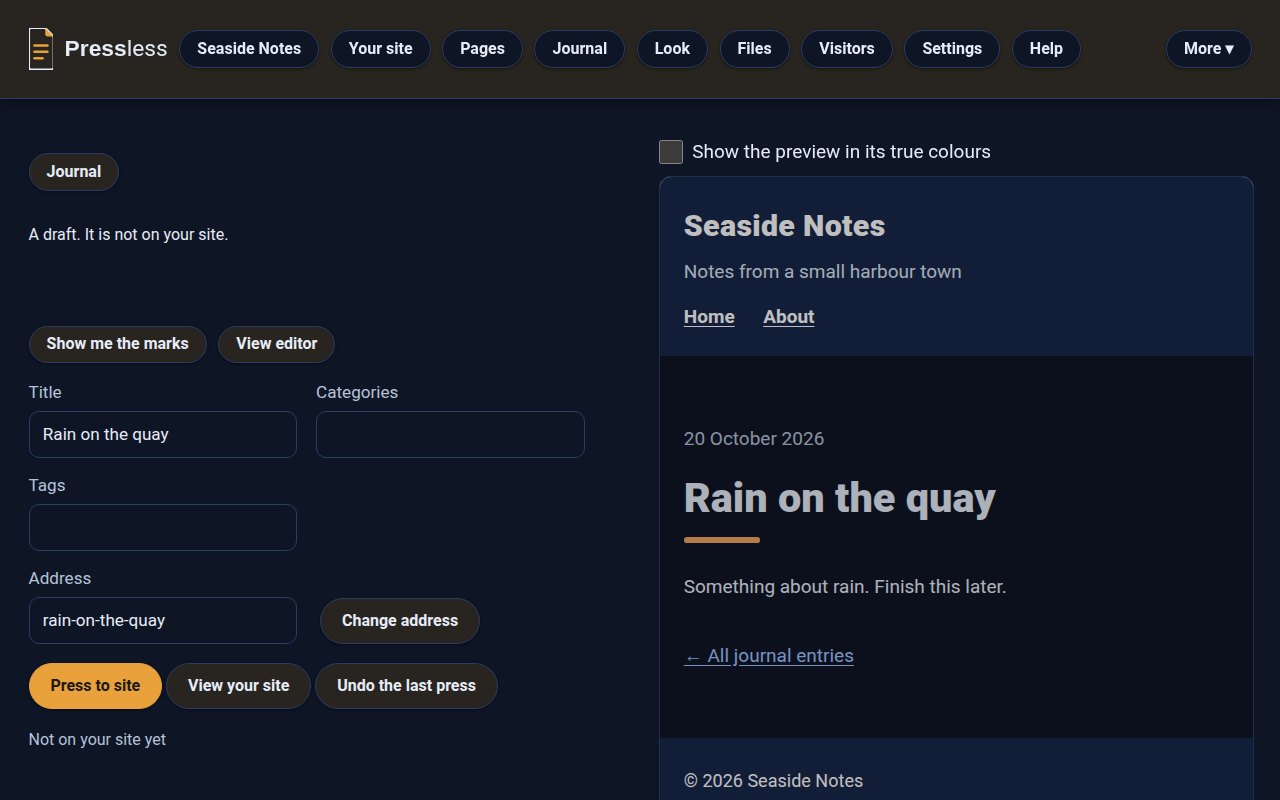 Pressless
Seaside Notes
Your site
Pages
Journal
Look
Files
Visitors
Settings
Help
More ▾
Journal
A draft. It is not on your site.
Show me the marks
View editor
Title
Categories
Rain on the quay
Tags
Address
rain-on-the-quay
Change address
Press to site
View your site
Undo the last press
Not on your site yet
Show the preview in its true colours
Seaside Notes
Notes from a small harbour town
Home About
20 October 2026
Rain on the quay
Something about rain. Finish this later.
← All journal entries
© 2026 Seaside Notes